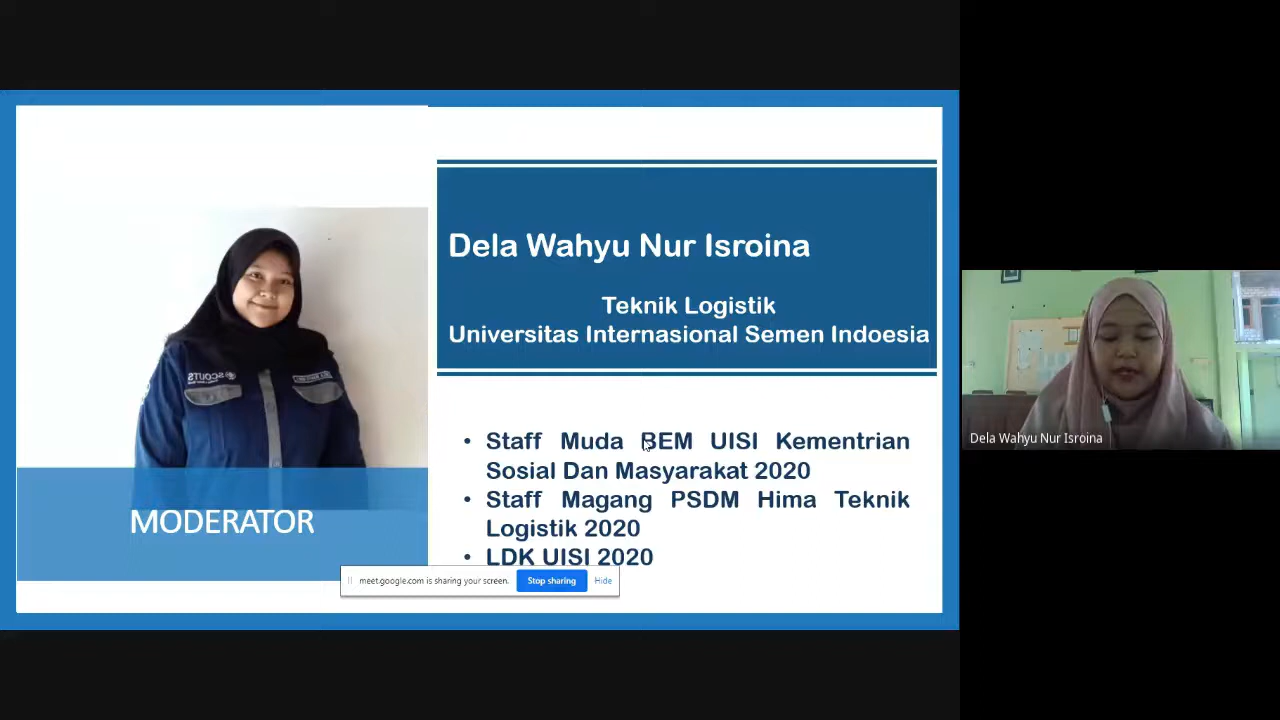 Dela Wahyu Nur Isroina
Teknik Logistik
Universitas Internasional Semen Indoesia
• Staff Muda BEM UISI Kementrian
Sosial Dan Masyarakat 2020
• Staff Magang PSDM Hima Teknik
Logistik 2020
• LDK UISI 2020
MODERATOR
meet.google.com is sharing your screen.
Stop sharing
Hide
Dela Wahyu Nur Isroina